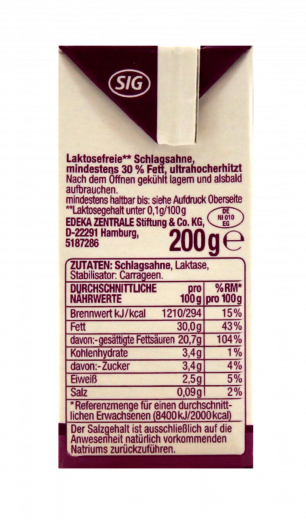 SIG
Laktosefreie** Schlagsahne,
mindestens 30 % Fett, ultrahocherhitzt
Nach dem Öffnen gekühlt lagern und alsbald
aufbrauchen.
mindestens haltbar bis: siehe Aufdruck Oberseite
**Laktosegehalt unter 0,1g/100g
EDEKA ZENTRALE Stiftung & Co. KG,
D-22291 Hamburg,
5187286
DE
NI 010
EG
200g e
ZUTATEN: Schlagsahne, Laktase,
Stabilisator: Carrageen.
DURCHSCHNITTLICHE NÄHRWERTE pro 100g %RM* pro 100g
Brennwert kJ/kcal 1210/294 15%
Fett 30,0g 43%
davon:-gesättigte Fettsäuren 20,7g 104%
Kohlenhydrate 3,4g 1%
davon:-Zucker 3,4g 4%
Eiweiß 2,5g 5%
Salz 0,09g 2%
*Referenzmenge für einen durchschnitt-
lichen Erwachsenen (8400kJ/2000kcal)
Der Salzgehalt ist ausschließlich auf die
Anwesenheit natürlich vorkommenden
Natriums zurückzuführen.